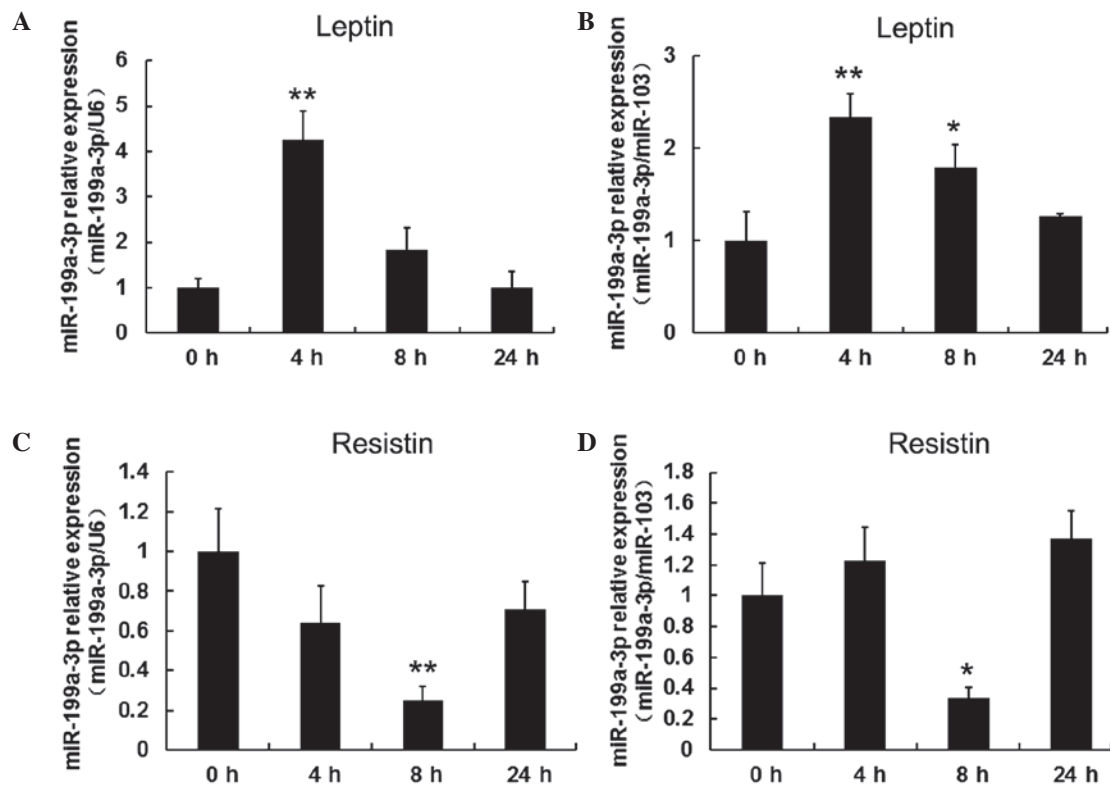 A
Leptin
miR-199a-3p relative expression
（miR-199a-3p/U6）
6
5
4
3
2
1
0
**
0 h 4 h 8 h 24 h
B
Leptin
miR-199a-3p relative expression
（miR-199a-3p/miR-103）
3
2
1
0
**
*
0 h 4 h 8 h 24 h
C
Resistin
miR-199a-3p relative expression
（miR-199a-3p/U6）
1.4
1.2
1
0.8
0.6
0.4
0.2
0
**
0 h 4 h 8 h 24 h
D
Resistin
miR-199a-3p relative expression
（miR-199a-3p/miR-103）
1.8
1.6
1.4
1.2
1
0.8
0.6
0.4
0.2
0
*
0 h 4 h 8 h 24 h